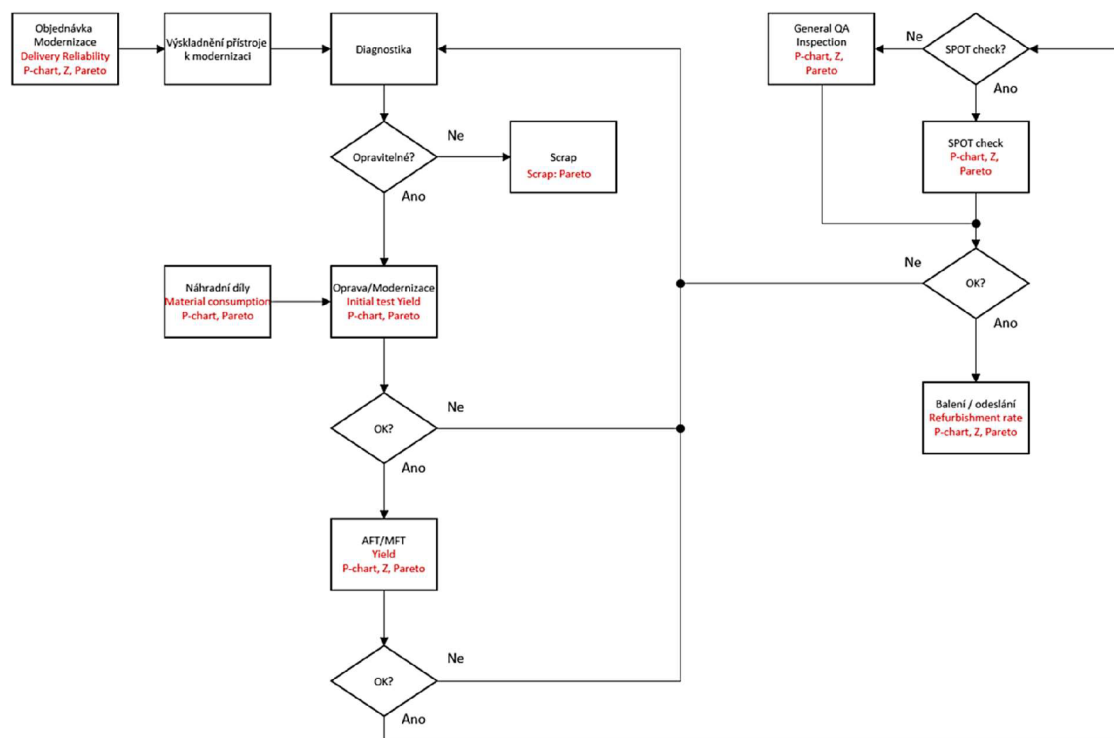 Objednávka
Modernizace
Delivery Reliability
P-chart, Z, Pareto
Výskladnění přístroje
k modernizaci
Diagnostika
Opravitelné?
Ne
Ano
Scrap
Scrap: Pareto
Náhradní díly
Material consumption
P-chart, Pareto
Oprava/Modernizace
Initial test Yield
P-chart, Pareto
OK?
Ne
Ano
AFT/MFT
Yield
P-chart, Z, Pareto
OK?
Ne
Ano
SPOT check?
Ne
Ano
General QA
Inspection
P-chart, Z,
Pareto
SPOT check
P-chart, Z,
Pareto
OK?
Ne
Ano
Balení / odeslání
Refurbishment rate
P-chart, Z, Pareto